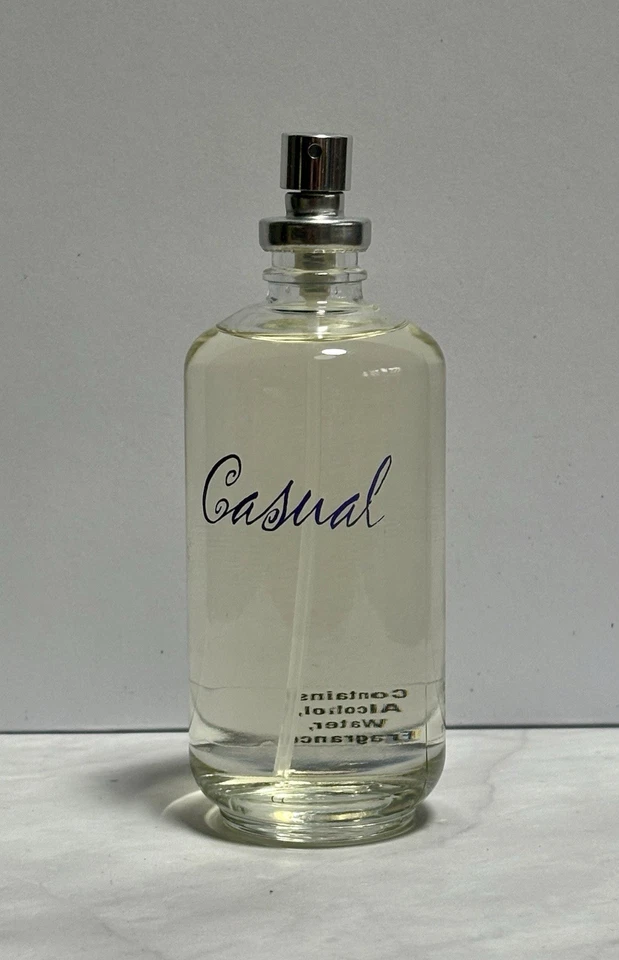 Casual
Contains
Alcohol,
Water,
Fragrance